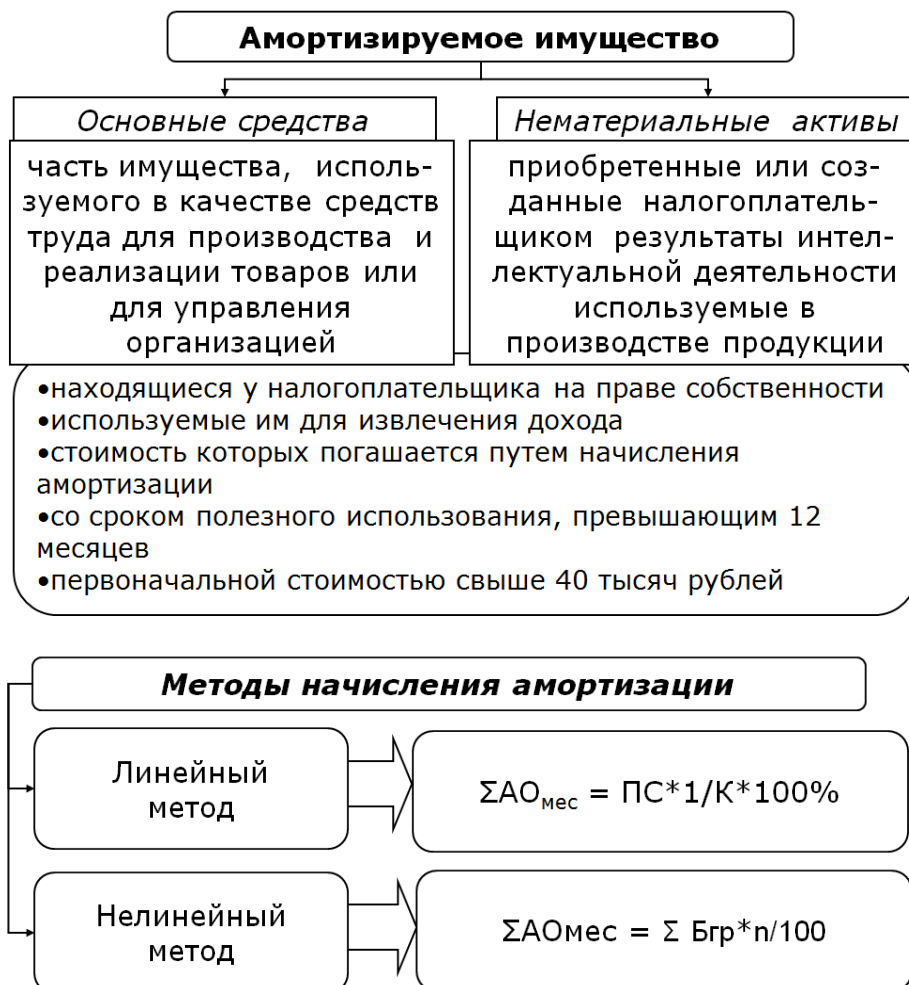 Амортизируемое имущество
Основные средства
часть имущества, исполь-
зуемого в качестве средств
труда для производства и
реализации товаров или
для управления
организацией
Нематериальные активы
приобретенные или соз-
данные налогоплатель-
щиком результаты интел-
лектуальной деятельности
используемые в
производстве продукции
•находящиеся у налогоплательщика на праве собственности
•используемые им для извлечения дохода
•стоимость которых погашается путем начисления
амортизации
•со сроком полезного использования, превышающим 12
месяцев
•первоначальной стоимостью свыше 40 тысяч рублей
Методы начисления амортизации
Линейный
метод
ΣАОмес = ПС*1/К*100%
Нелинейный
метод
ΣАОмес = Σ Бгр*n/100